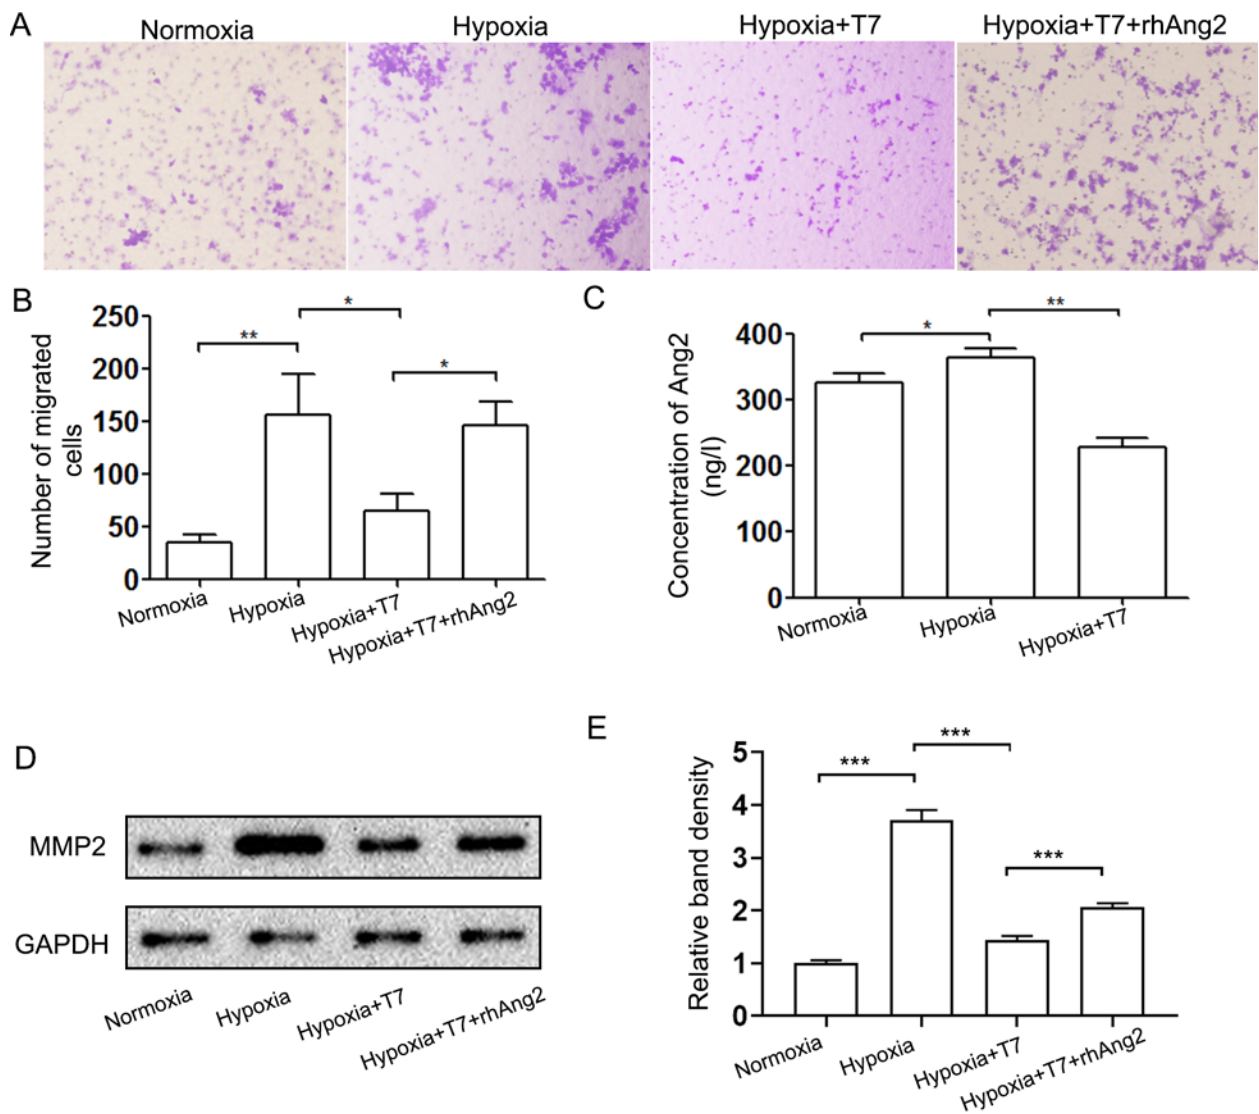 A
Normoxia
Hypoxia
Hypoxia+T7
Hypoxia+T7+rhAng2
B
Number of migrated
cells
250
200
150
100
50
0
**
*
*
Normoxia
Hypoxia
Hypoxia+T7
Hypoxia+T7+rhAng2
C
Concentration of Ang2
(ng/l)
400
300
200
100
0
*
**
Normoxia
Hypoxia
Hypoxia+T7
D
MMP2
GAPDH
Normoxia
Hypoxia
Hypoxia+T7
Hypoxia+T7+rhAng2
E
Relative band density
5
4
3
2
1
0
***
***
***
Normoxia
Hypoxia
Hypoxia+T7
Hypoxia+T7+rhAng2